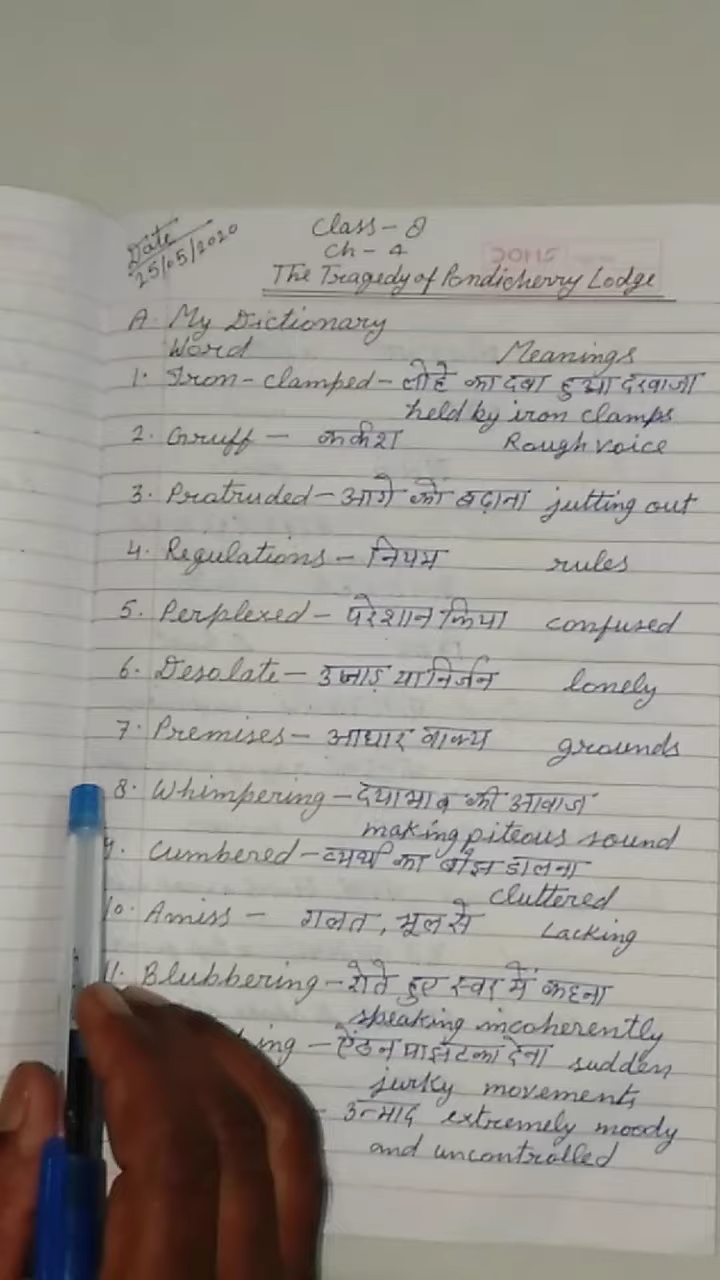 Date
25/05/2020
Class - 8
Ch - 4
The Tragedy of Pondicherry Lodge
A. My Dictionary
Word Meanings
1. Iron-clamped - लोहे का दबा हुआ दरवाजा
held by iron clamps
2. Gruff - कर्कश Rough voice
3. Protruded - आगे को बढ़ाना jutting out
4. Regulations - नियम rules
5. Perplexed - परेशान किया confused
6. Desolate - उजाड़ या निर्जन lonely
7. Premises - आधार वाक्य grounds
8. Whimpering - दयाभाव की आवाज
making piteous sound
9. Cumbered - व्यर्थ का बोझ डालना
cluttered
10. Amiss - गलत, भूल से Lacking
11. Blubbering - रोते हुए स्वर में कहना
speaking incoherently
ing - ऐंठन या झटका देना sudden
jurky movements
- उन्माद extremely moody
and uncontrolled